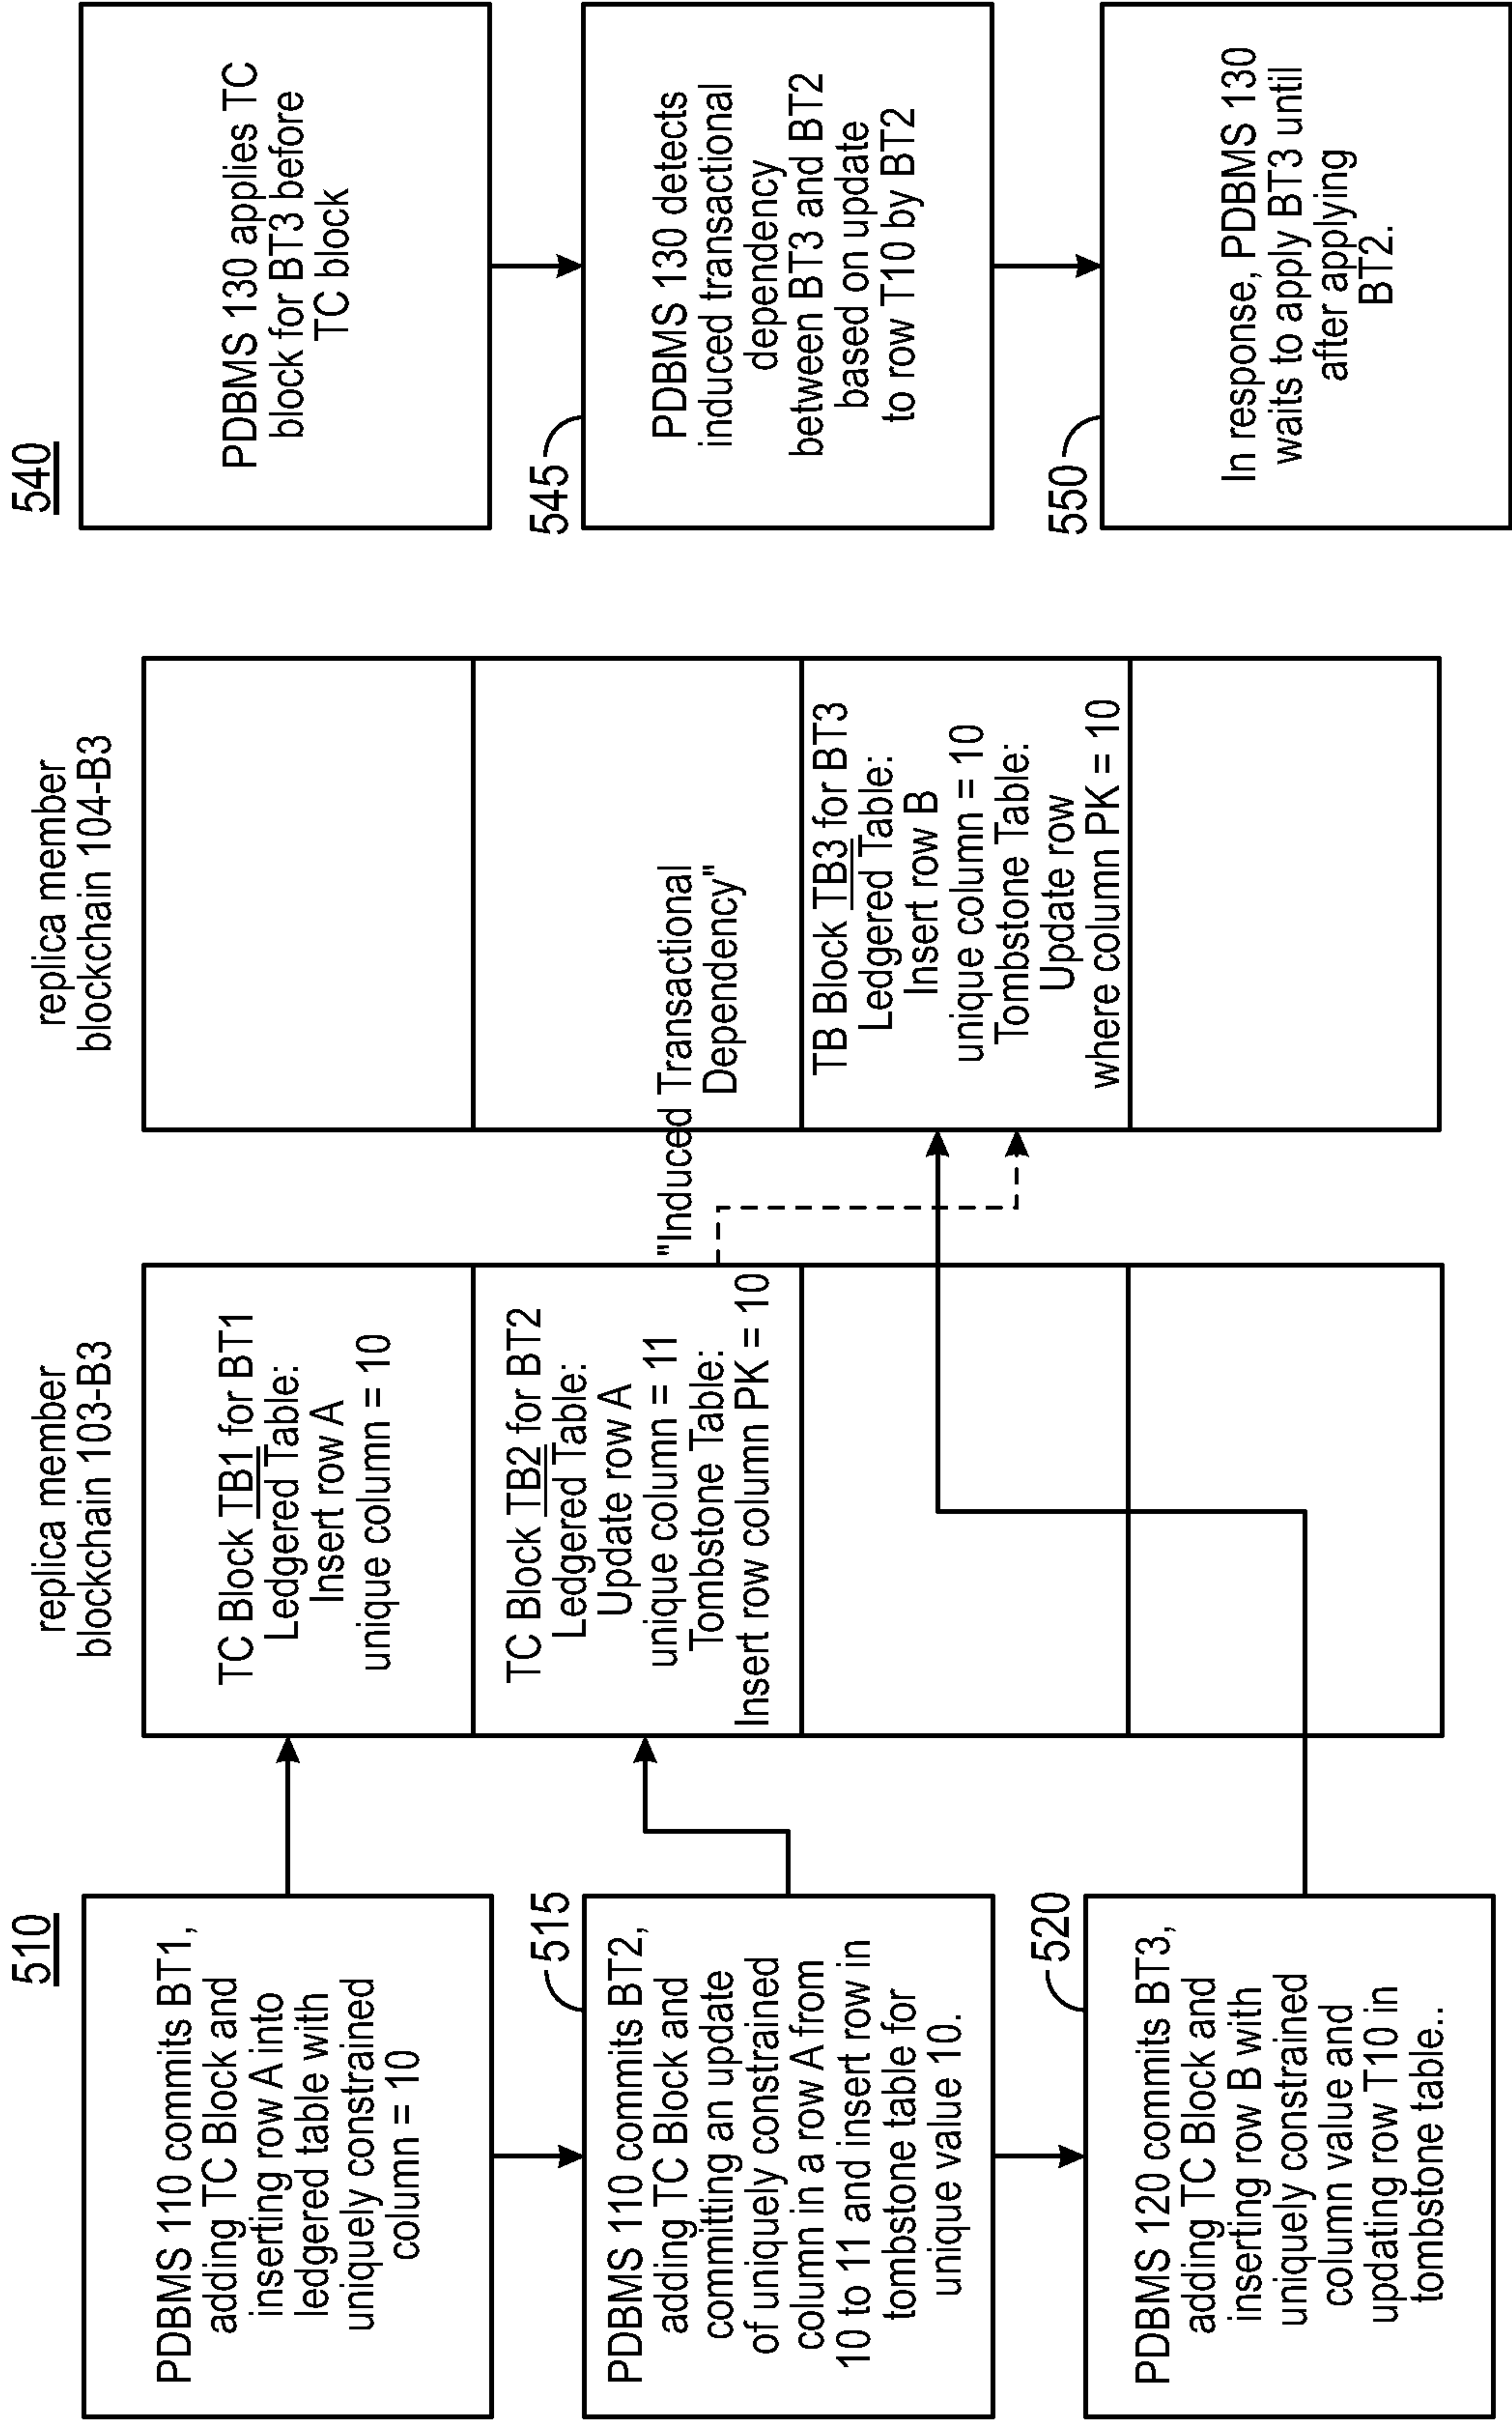 510
PDBMS 110 commits BT1,
adding TC Block and
inserting row A into
ledgered table with
uniquely constrained
column = 10
515
PDBMS 110 commits BT2,
adding TC Block and
committing an update
of uniquely constrained
column in a row A from
10 to 11 and insert row in
tombstone table for
unique value 10.
520
PDBMS 120 commits BT3,
adding TC Block and
inserting row B with
uniquely constrained
column value and
updating row T10 in
tombstone table..
replica member
blockchain 103-B3
TC Block TB1 for BT1
Ledgered Table:
Insert row A
unique column = 10
TC Block TB2 for BT2
Ledgered Table:
Update row A
unique column = 11
Tombstone Table:
Insert row column PK = 10
"Induced Transactional
Dependency"
replica member
blockchain 104-B3
TB Block TB3 for BT3
Ledgered Table:
Insert row B
unique column = 10
Tombstone Table:
Update row
where column PK = 10
540
PDBMS 130 applies TC
block for BT3 before
TC block
545
PDBMS 130 detects
induced transactional
dependency
between BT3 and BT2
based on update
to row T10 by BT2
550
In response, PDBMS 130
waits to apply BT3 until
after applying
BT2.